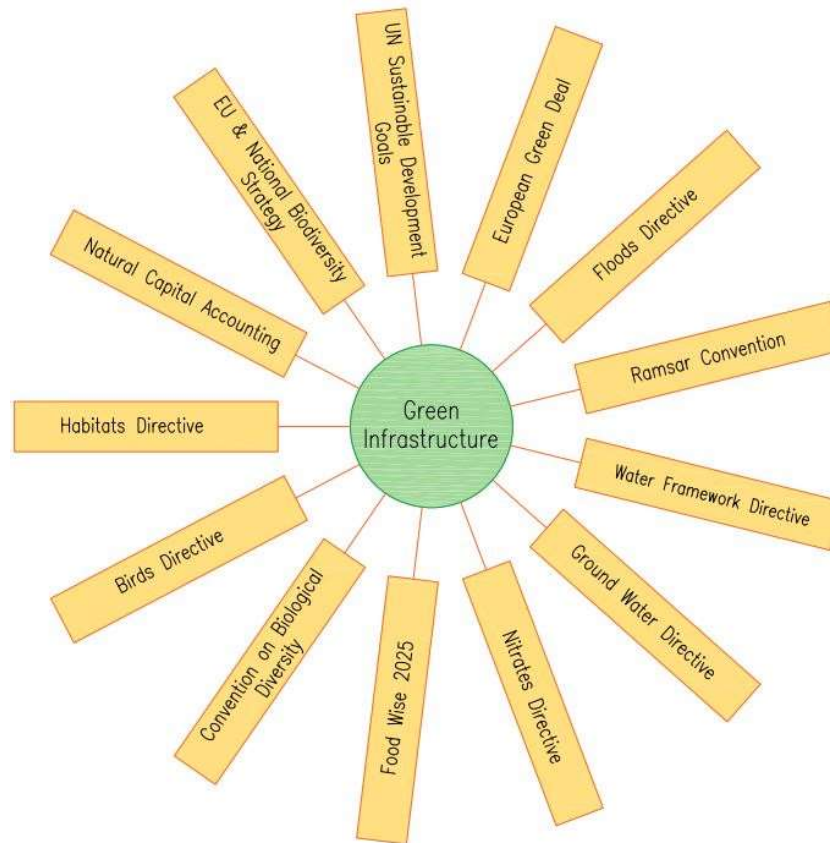 Green
Infrastructure
UN Sustainable Development
Goals
European Green Deal
Floods Directive
Ramsar Convention
Water Framework Directive
Ground Water Directive
Nitrates Directive
Food Wise 2025
Convention on Biological
Diversity
Birds Directive
Habitats Directive
Natural Capital Accounting
EU & National Biodiversity
Strategy